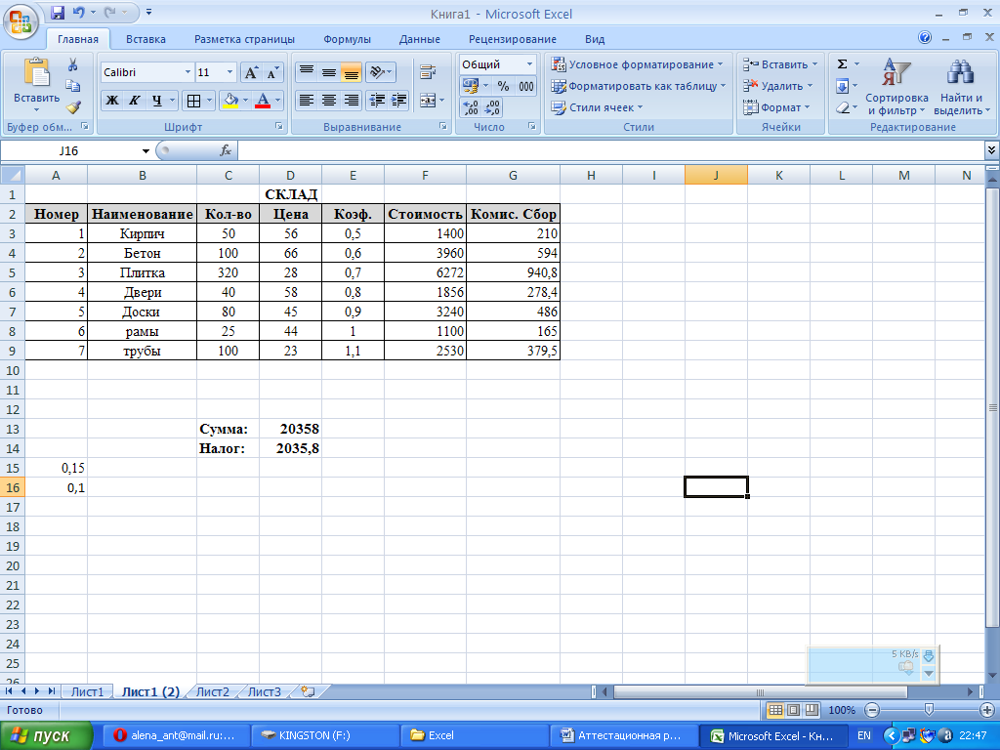 Книга1 - Microsoft Excel
Главная Вставка Разметка страницы Формулы Данные Рецензирование Вид
Вставить
Буфер обм...
Calibri 11
Ж К Ч
Шрифт
Выравнивание
Общий
% 000
Число
Условное форматирование
Форматировать как таблицу
Стили ячеек
Стили
Вставить
Удалить
Формат
Ячейки
Σ
Сортировка и фильтр
Найти и выделить
Редактирование
J16 fx
A B C D E F G H I J K L M N
1 СКЛАД
2 Номер Наименование Кол-во Цена Коэф. Стоимость Комис. Сбор
3 1 Кирпич 50 56 0,5 1400 210
4 2 Бетон 100 66 0,6 3960 594
5 3 Плитка 320 28 0,7 6272 940,8
6 4 Двери 40 58 0,8 1856 278,4
7 5 Доски 80 45 0,9 3240 486
8 6 рамы 25 44 1 1100 165
9 7 трубы 100 23 1,1 2530 379,5
10
11
12
13 Сумма: 20358
14 Налог: 2035,8
15 0,15
16 0,1
17
18
19
20
21
22
23
24
25
26
5 KB/s
Лист1 Лист1 (2) Лист2 Лист3
Готово 100%
пуск alena_ant@mail.ru:... KINGSTON (F:) Excel Аттестационная р... Microsoft Excel - Кн... EN 22:47